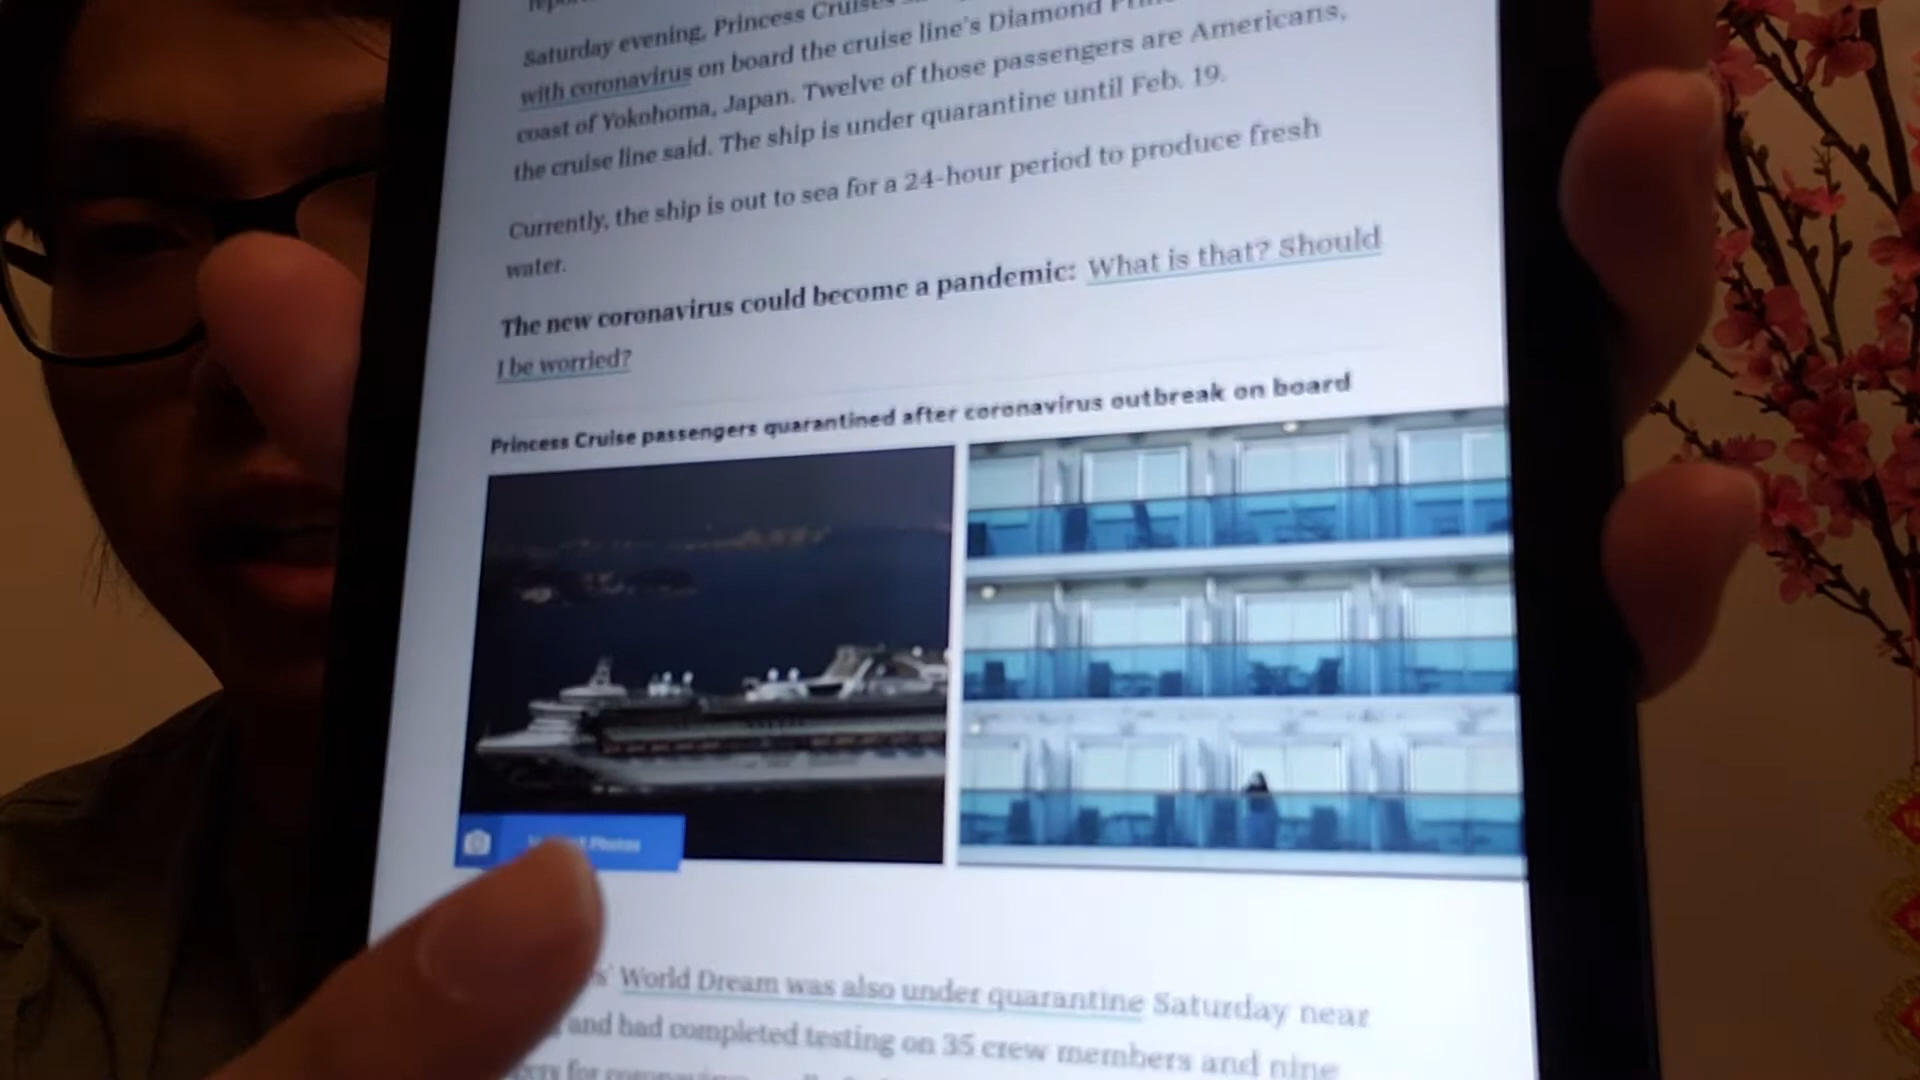 Saturday evening, Princess Cruises
with coronavirus on board the cruise line's Diamond
coast of Yokohoma, Japan. Twelve of those passengers are Americans,
the cruise line said. The ship is under quarantine until Feb. 19.
Currently, the ship is out to sea for a 24-hour period to produce fresh
water.
The new coronavirus could become a pandemic: What is that? Should
I be worried?
Princess Cruise passengers quarantined after coronavirus outbreak on board
Photos
World Dream was also under quarantine Saturday near
and had completed testing on 35 crew members and nine
for